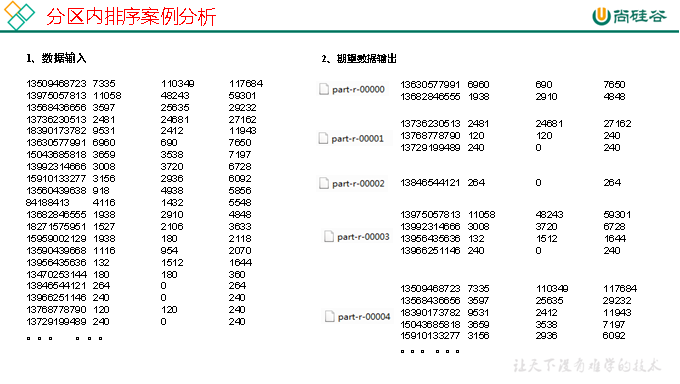 分区内排序案例分析
尚硅谷
1、数据输入
13509468723 7335 110349 117684
13975057813 11058 48243 59301
13568436656 3597 25635 29232
13736230513 2481 24681 27162
18390173782 9531 2412 11943
13630577991 6960 690 7650
15043685818 3659 3538 7197
13992314666 3008 3720 6728
15910133277 3156 2936 6092
13560439638 918 4938 5856
84188413 4116 1432 5548
13682846555 1938 2910 4848
18271575951 1527 2106 3633
15959002129 1938 180 2118
13590439668 1116 954 2070
13956435636 132 1512 1644
13470253144 180 180 360
13846544121 264 0 264
13966251146 240 0 240
13768778790 120 120 240
13729199489 240 0 240
。。。 。。。
2、期望数据输出
part-r-00000
13630577991 6960 690 7650
13682846555 1938 2910 4848
part-r-00001
13736230513 2481 24681 27162
13768778790 120 120 240
13729199489 240 0 240
part-r-00002
13846544121 264 0 264
part-r-00003
13975057813 11058 48243 59301
13992314666 3008 3720 6728
13956435636 132 1512 1644
13966251146 240 0 240
part-r-00004
13509468723 7335 110349 117684
13568436656 3597 25635 29232
18390173782 9531 2412 11943
15043685818 3659 3538 7197
15910133277 3156 2936 6092
。。。 。。。
让天下没有难学的技术